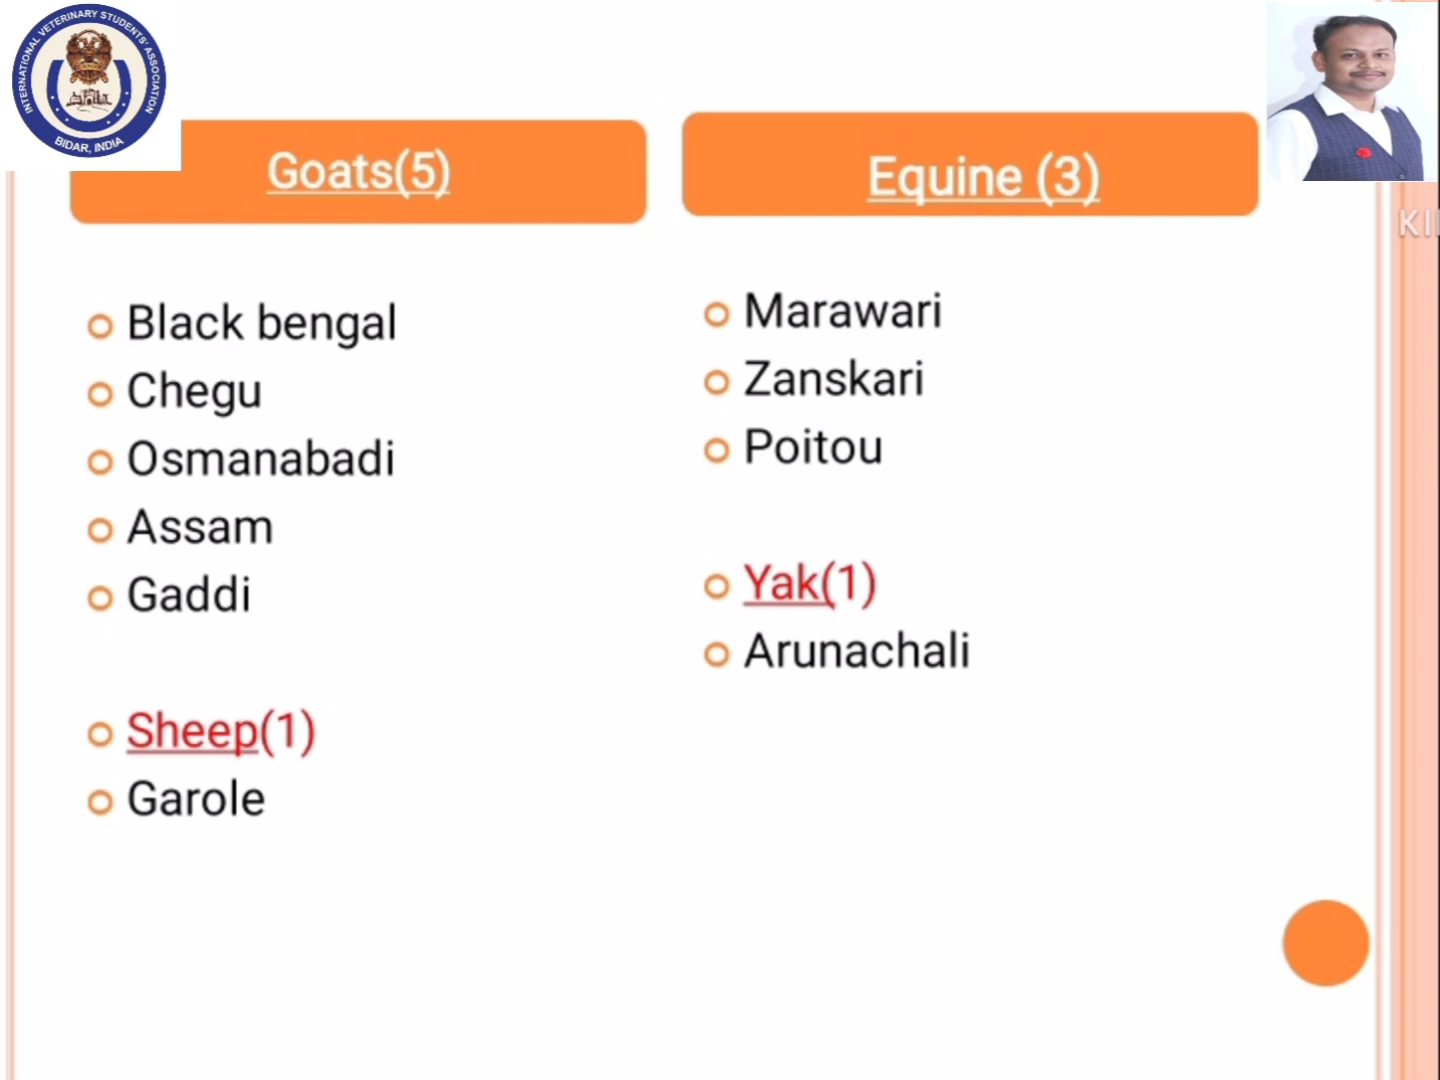 INTERNATIONAL VETERINARY STUDENTS' ASSOCIATION
BIDAR, INDIA
Goats(5)
Black bengal
Chegu
Osmanabadi
Assam
Gaddi
Sheep(1)
Garole
Equine (3)
Marawari
Zanskari
Poitou
Yak(1)
Arunachali